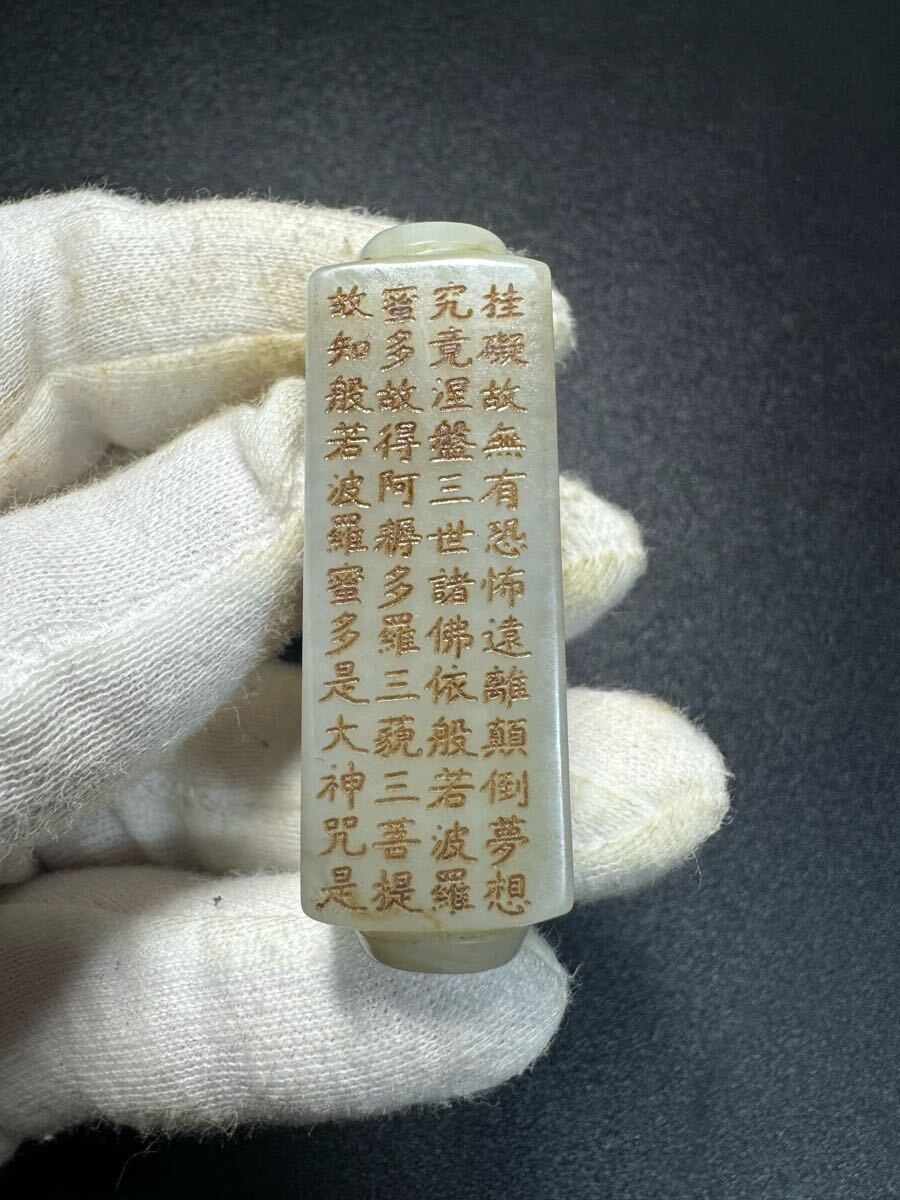 挂礙故無有恐怖遠離顛倒夢想
究竟涅盤三世諸佛依般若波羅
蜜多故得阿耨多羅三藐三菩提
故知般若波羅蜜多是大神咒是